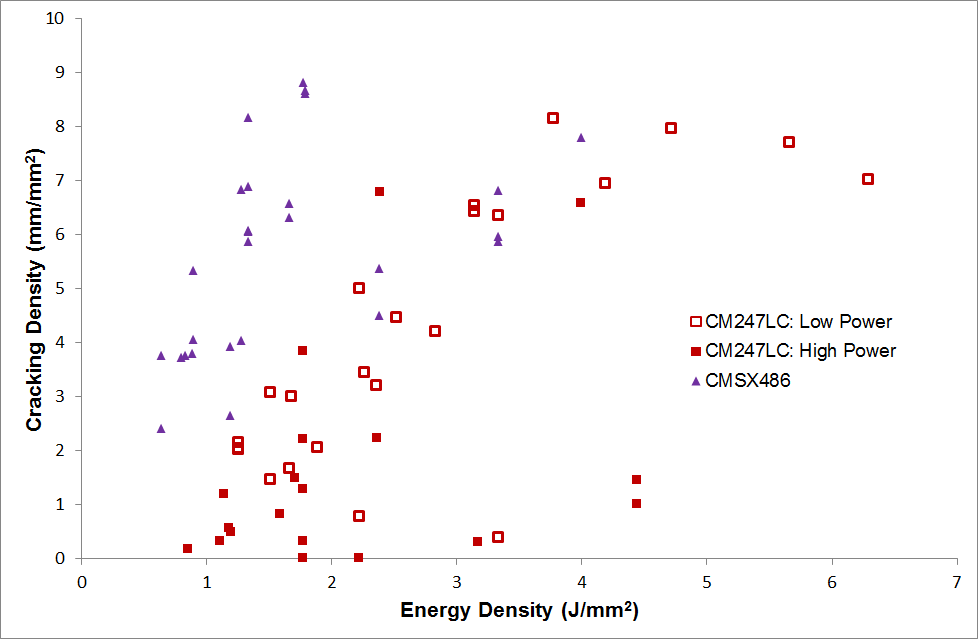 10
9
8
7
6
5
4
3
2
1
0
Cracking Density (mm/mm²)
CM247LC: Low Power
CM247LC: High Power
CMSX486
0 1 2 3 4 5 6 7
Energy Density (J/mm²)